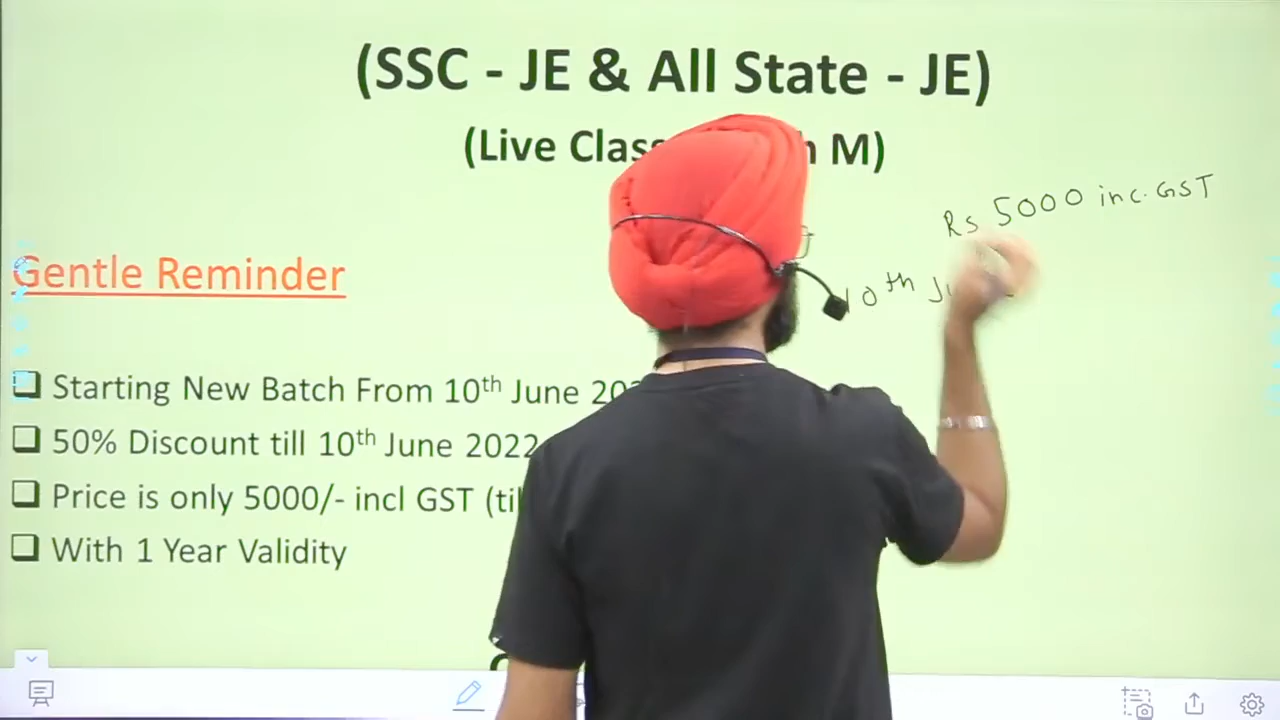 (SSC - JE & All State - JE)
(Live M)
Rs 5000 inc. GST
Gentle Reminder
10th
Starting New Batch From 10th June
50% Discount till 10th June 2022
Price is only 5000/- incl GST
With 1 Year Validity